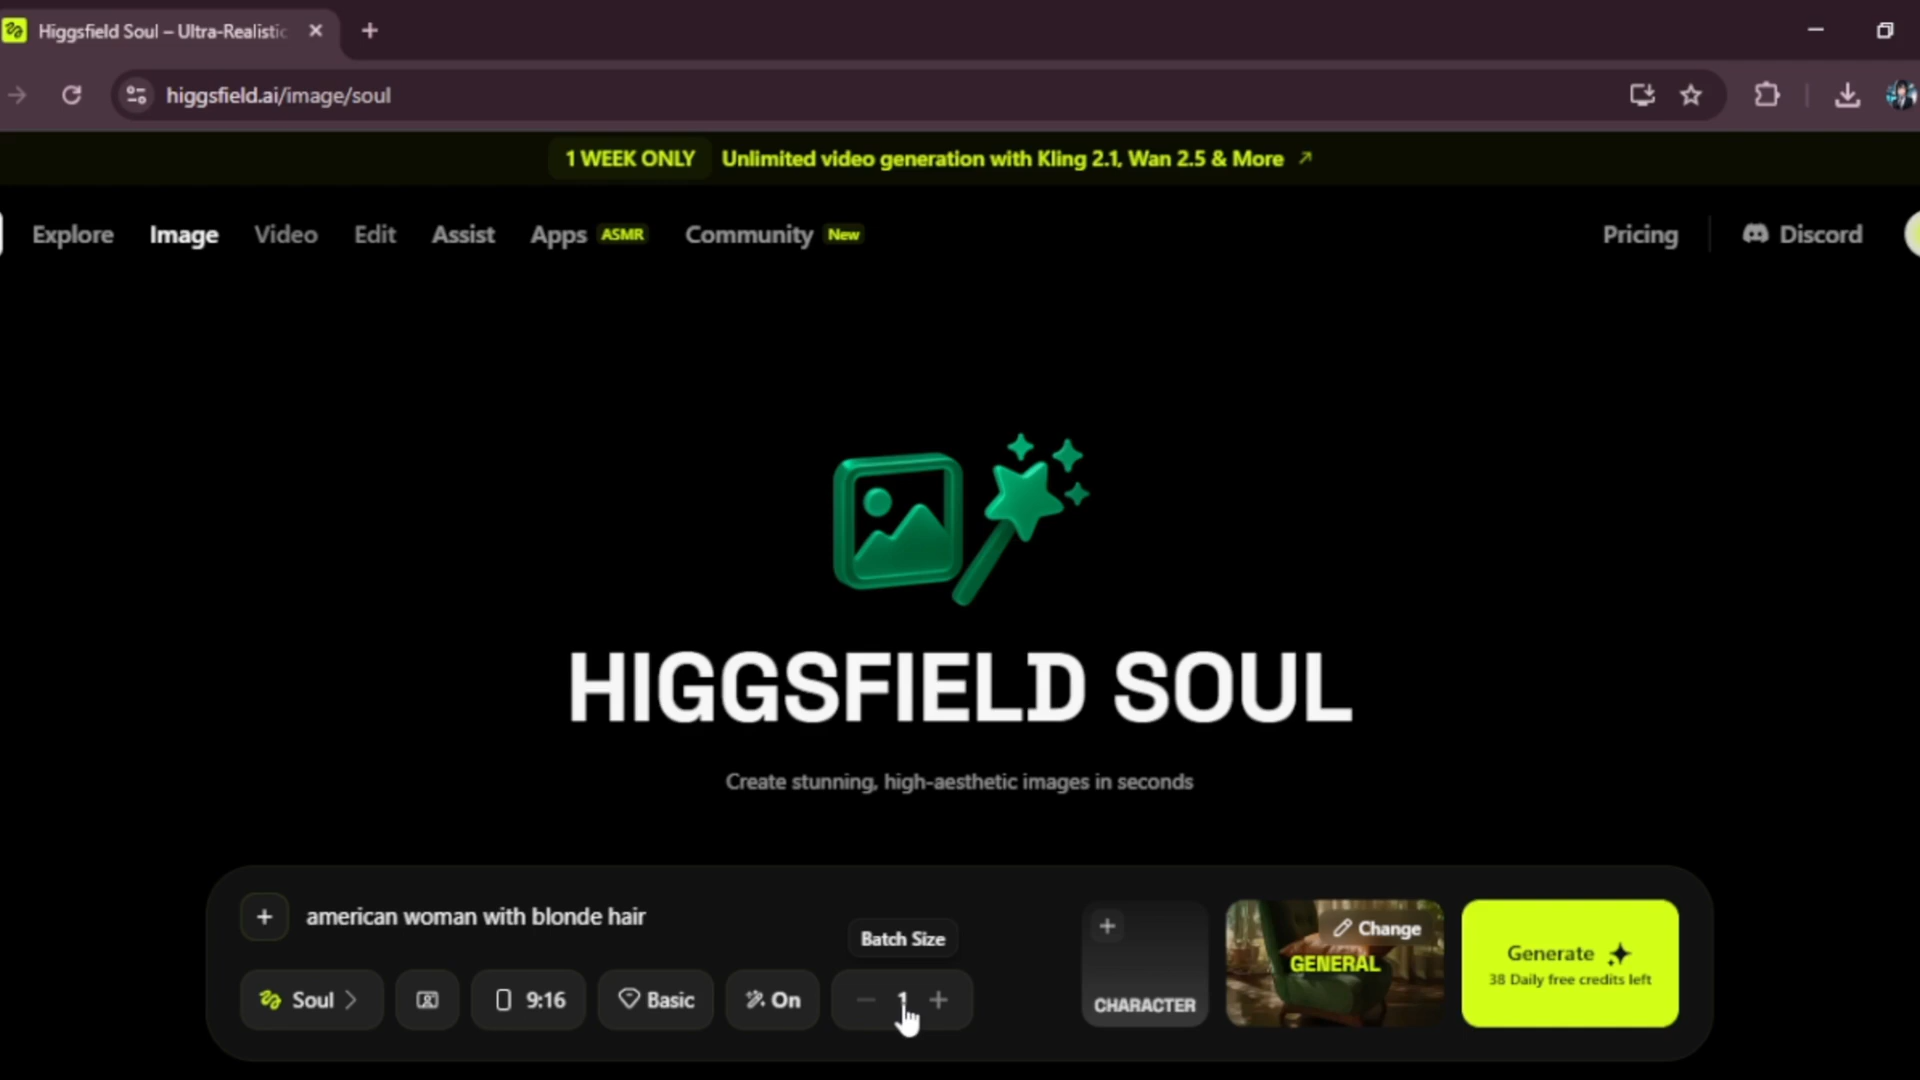 Higgsfield Soul – Ultra-Realistic
higgsfield.ai/image/soul
1 WEEK ONLY Unlimited video generation with Kling 2.1, Wan 2.5 & More
Explore Image Video Edit Assist Apps ASMR Community New Pricing Discord
HIGGSFIELD SOUL
Create stunning, high-aesthetic images in seconds
american woman with blonde hair
Batch Size
Soul 9:16 Basic On 1
CHARACTER
Change
GENERAL
Generate
38 Daily free credits left